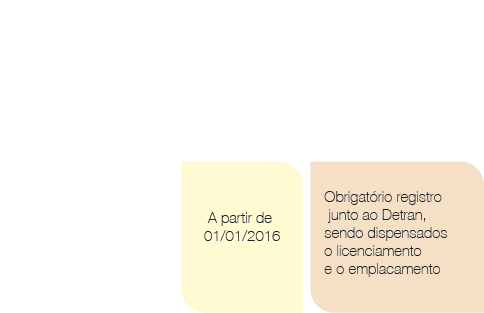 A partir de
01/01/2016
Obrigatório registro
junto ao Detran,
sendo dispensados
o licenciamento
e o emplacamento